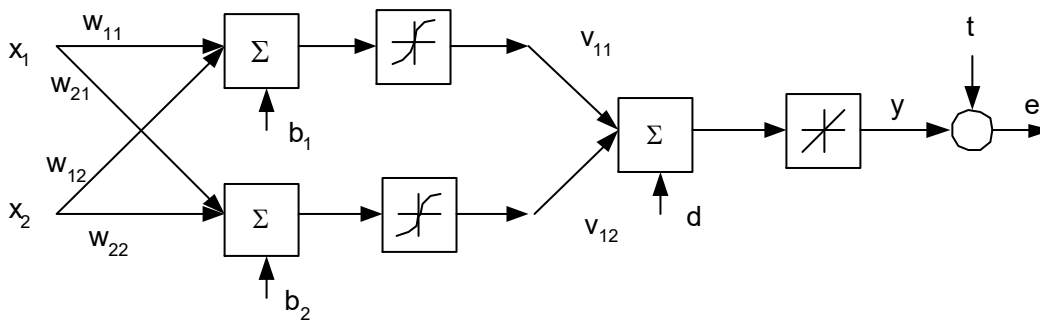 w₁₁
x₁
Σ
v₁₁
t
w₂₁
b₁
Σ
y
e
w₁₂
x₂
Σ
d
w₂₂
v₁₂
b₂